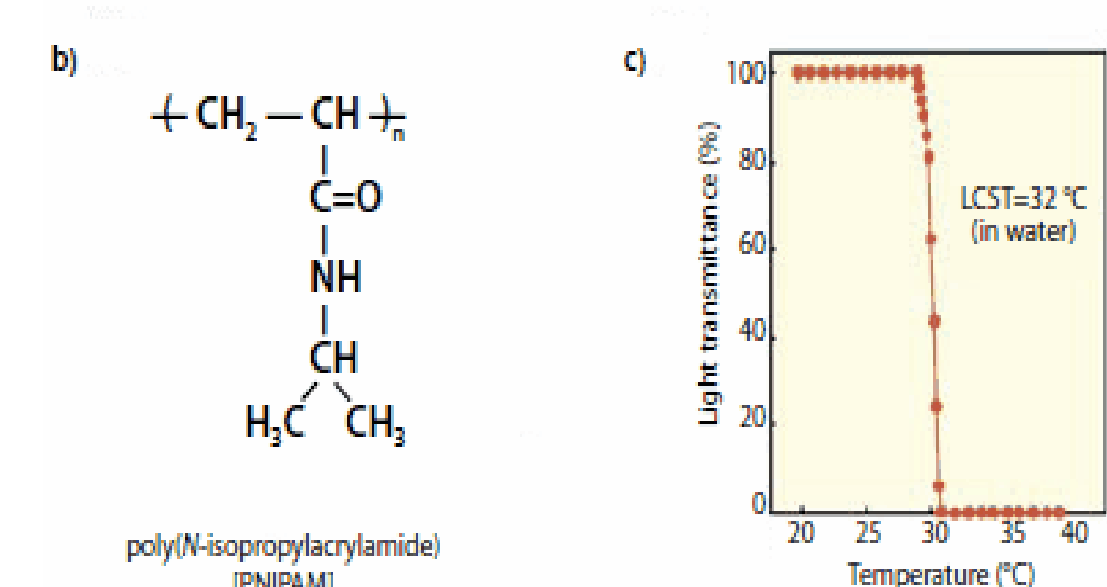 b)
–( CH2 — CH )–n
C=O
NH
CH
H3C CH3
poly(N-isopropylacrylamide)
[PNIPAM]
c)
Light transmittance (%)
100
80
60
40
20
0
LCST=32 °C
(in water)
20 25 30 35 40
Temperature (°C)